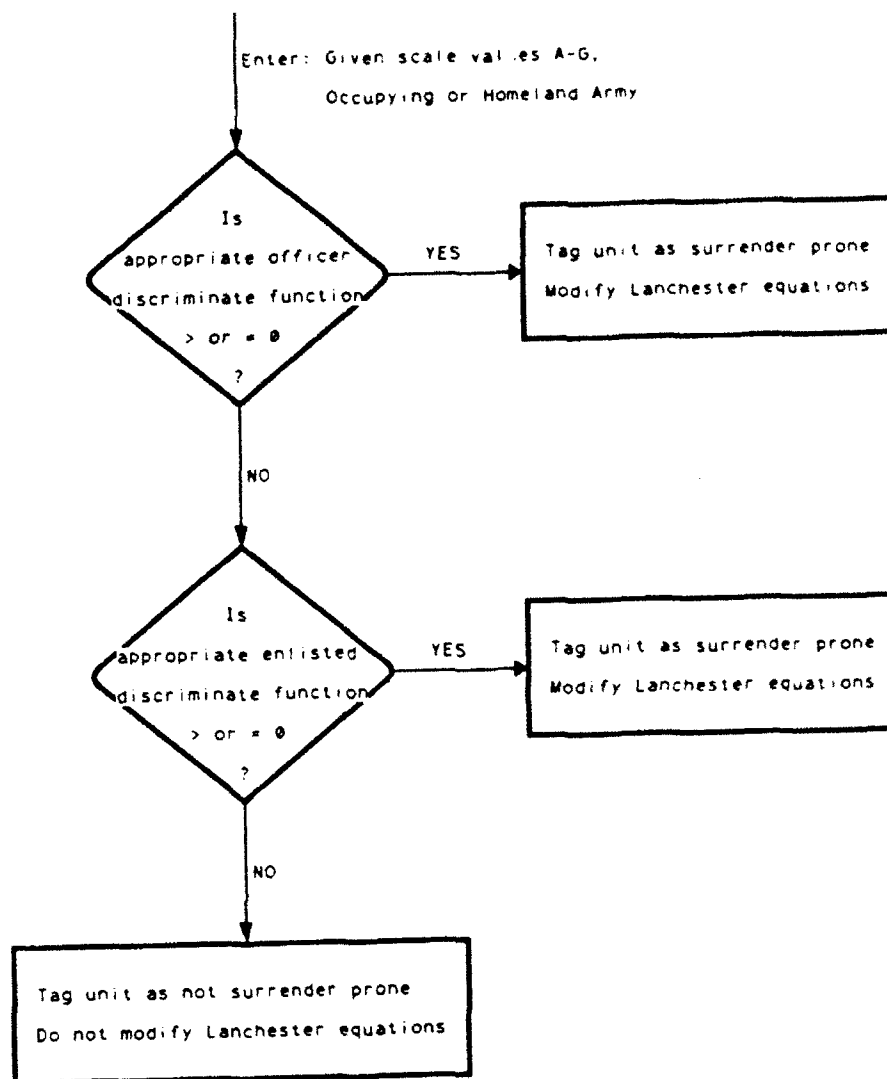 Enter: Given scale values A-G,
Occupying or Homeland Army
Is
appropriate officer
discriminate function
> or = 0
?
YES
Tag unit as surrender prone
Modify Lanchester equations
NO
Is
appropriate enlisted
discriminate function
> or = 0
?
YES
Tag unit as surrender prone
Modify Lanchester equations
NO
Tag unit as not surrender prone
Do not modify Lanchester equations